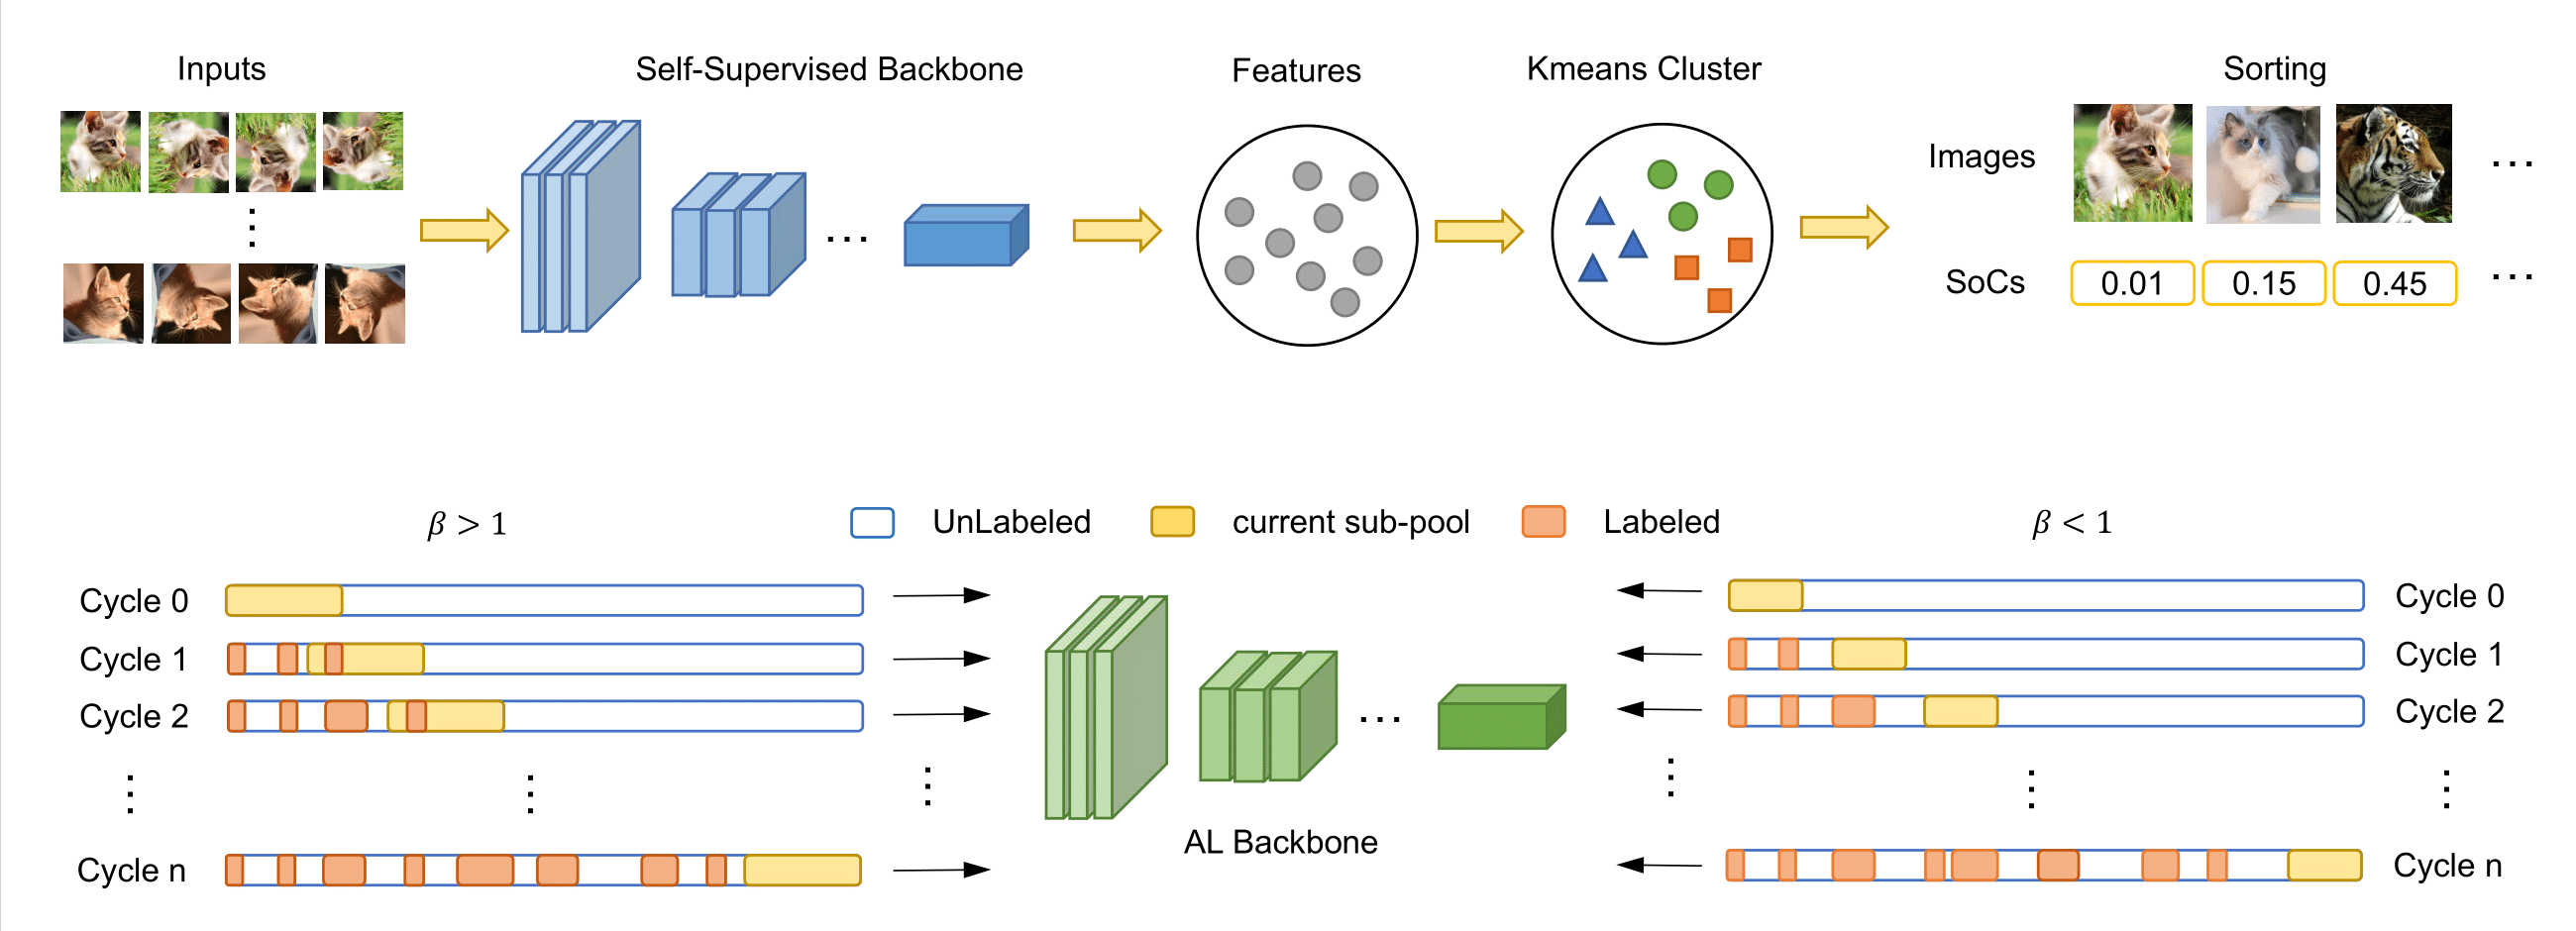 Inputs
Self-Supervised Backbone
Features
Kmeans Cluster
Sorting
Images
...
SoCs
0.01
0.15
0.45
...
...
β > 1
UnLabeled
current sub-pool
Labeled
β < 1
Cycle 0
Cycle 1
Cycle 2
Cycle n
...
AL Backbone
Cycle 0
Cycle 1
Cycle 2
Cycle n